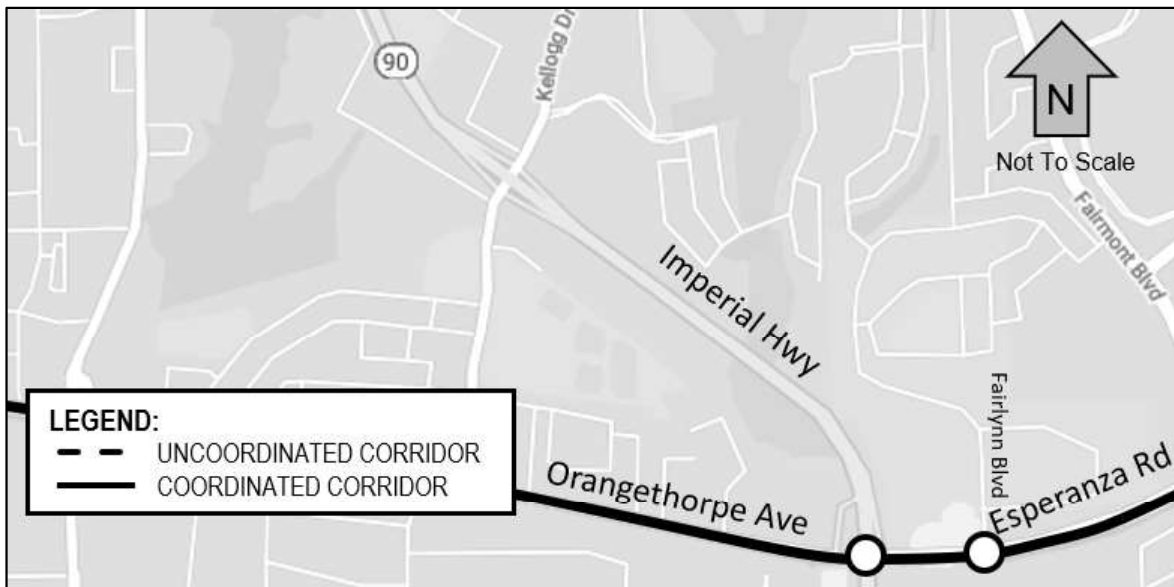 90
Kellogg Dr
N
Not To Scale
Fairmont Blvd
Imperial Hwy
Fairlynn Blvd
LEGEND:
UNCOORDINATED CORRIDOR
COORDINATED CORRIDOR
Orangethorpe Ave
Esperanza Rd